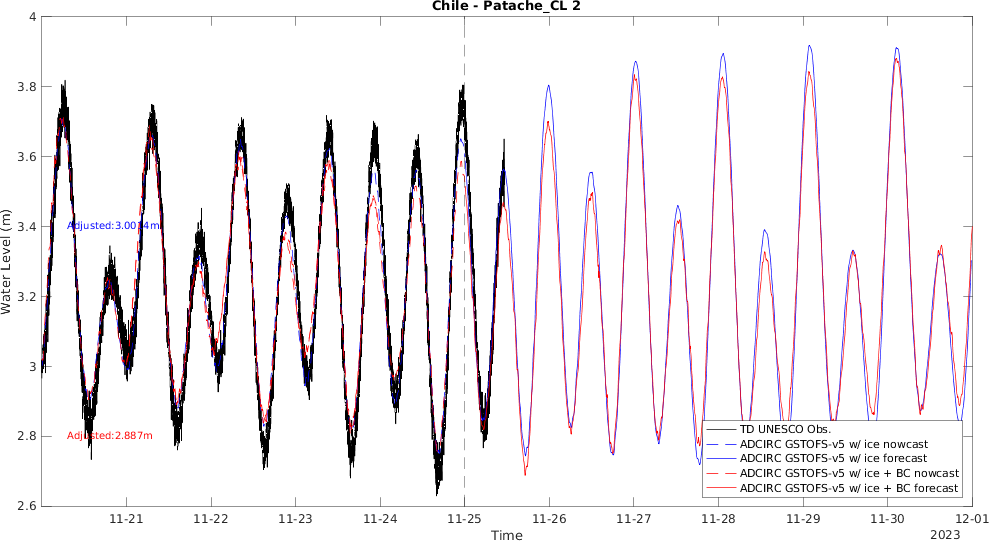 Chile - Patache_CL 2
Water Level (m)
4
3.8
3.6
3.4
3.2
3
2.8
2.6
Adjusted:3.0014m
Adjusted:2.887m
TD UNESCO Obs.
ADCIRC GSTOFS-v5 w/ ice nowcast
ADCIRC GSTOFS-v5 w/ ice forecast
ADCIRC GSTOFS-v5 w/ ice + BC nowcast
ADCIRC GSTOFS-v5 w/ ice + BC forecast
11-21 11-22 11-23 11-24 11-25 11-26 11-27 11-28 11-29 11-30 12-01
Time
2023